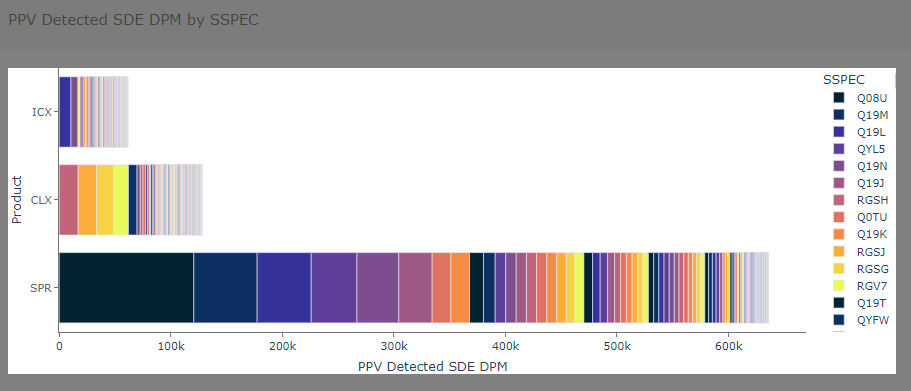 PPV Detected SDE DPM by SSPEC
SSPEC
Q08U
Q19M
Q19L
QYL5
Q19N
Q19J
RGSH
Q0TU
Q19K
RGSJ
RGSG
RGV7
Q19T
QYFW
Product
ICX
CLX
SPR
0 100k 200k 300k 400k 500k 600k
PPV Detected SDE DPM